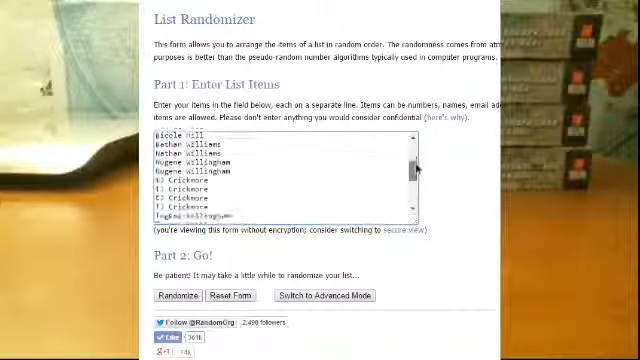 List Randomizer
This form allows you to arrange the items of a list in random order. The randomness comes from atm
purposes is better than the pseudo-random number algorithms typically used in computer programs.
Part 1: Enter List Items
Enter your items in the field below, each on a separate line. Items can be numbers, names, email add
items are allowed. Please don't enter anything you would consider confidential (here's why).
Hill
Nathan Williams
Nathan Williams
Willingham
Willingham
Crickmore
Crickmore
Crickmore
Crickmore
(you're viewing this form without encryption; consider switching to secure view)
Part 2: Go!
Be patient! It may take a little while to randomize your list...
Randomize Reset Form Switch to Advanced Mode
Follow @RandomOrg 2,498 followers
Like